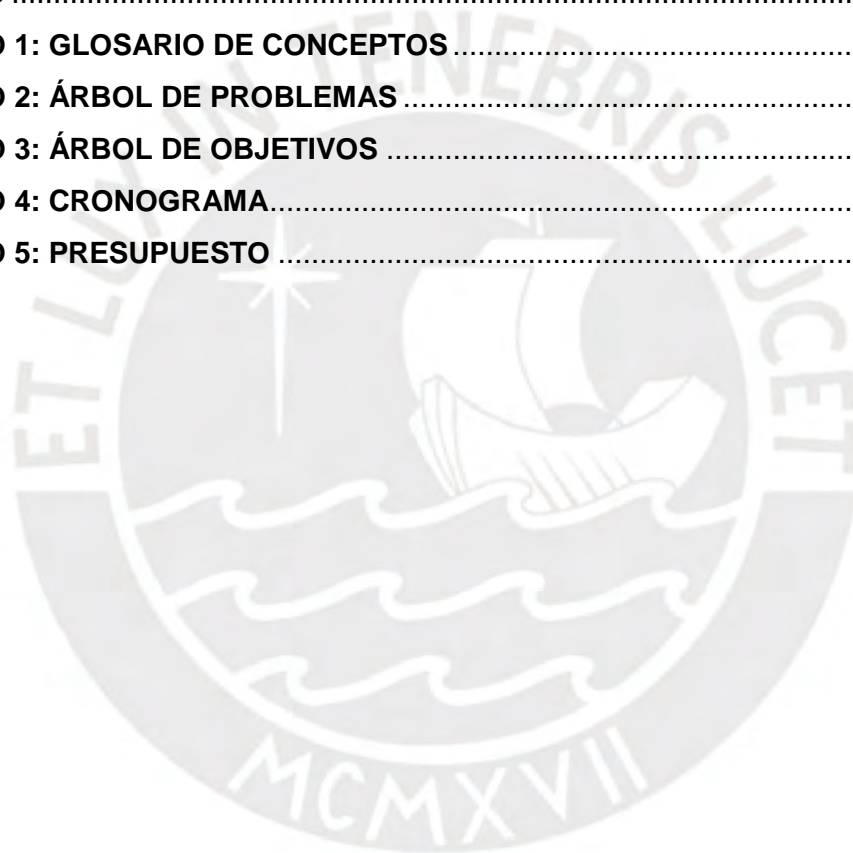 O 1: GLOSARIO DE CONCEPTOS
O 2: ÁRBOL DE PROBLEMAS
O 3: ÁRBOL DE OBJETIVOS
O 4: CRONOGRAMA
O 5: PRESUPUESTO
ET LUX IN TENEBRIS LUCET
MCMXVII